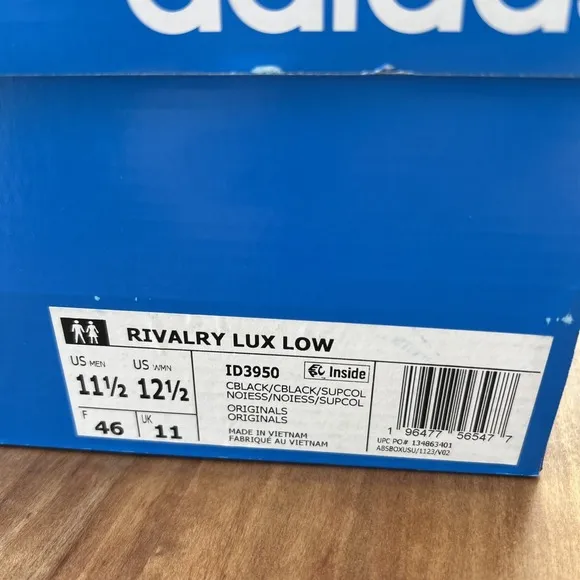 adidas
RIVALRY LUX LOW
US MEN US WMN
11½ 12½
F 46 UK 11
ID3950 Inside
CBLACK/CBLACK/SUPCOL
NOIESS/NOIESS/SUPCOL
ORIGINALS
ORIGINALS
MADE IN VIETNAM
FABRIQUÉ AU VIETNAM
1 96477 56547 7
UPC PO# 134863401
ABSBOXUSU/1123/V02